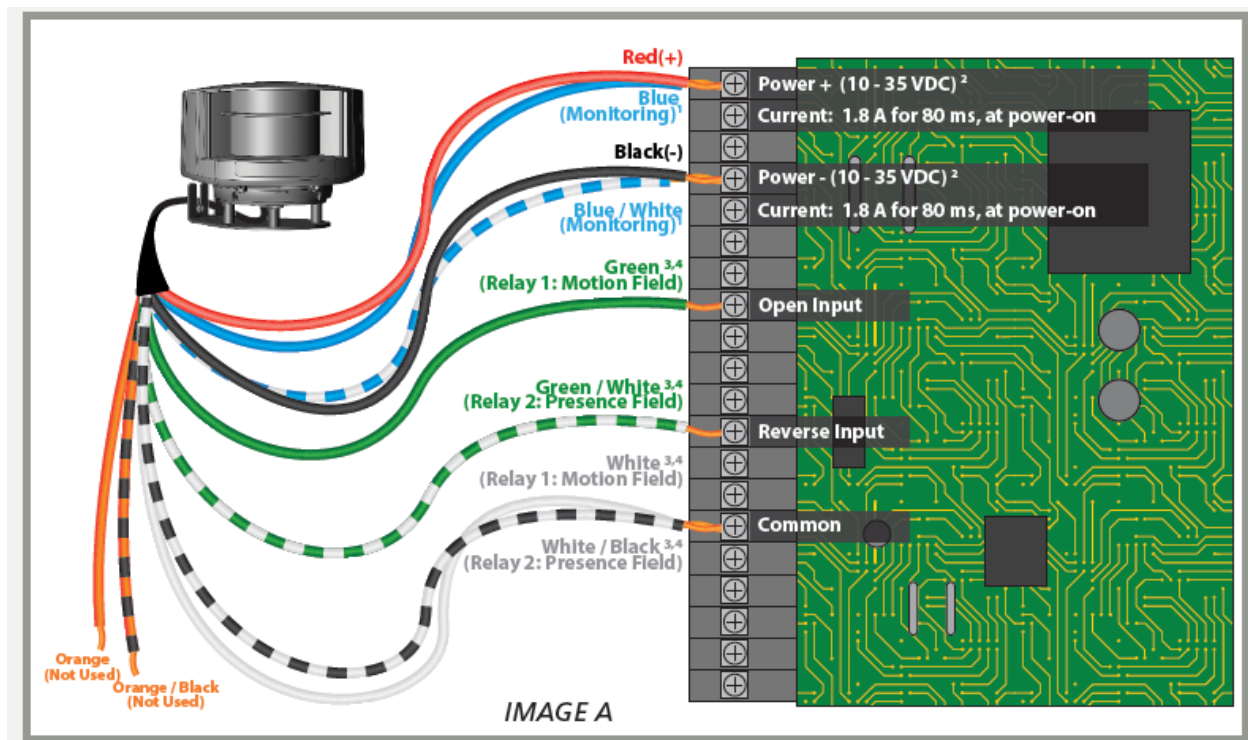 Red(+)
Blue
(Monitoring)¹
Black(-)
Blue / White
(Monitoring)¹
Green ³,⁴
(Relay 1: Motion Field)
Green / White ³,⁴
(Relay 2: Presence Field)
White ³,⁴
(Relay 1: Motion Field)
White / Black ³,⁴
(Relay 2: Presence Field)
Power + (10 - 35 VDC) ²
Current: 1.8 A for 80 ms, at power-on
Power - (10 - 35 VDC) ²
Current: 1.8 A for 80 ms, at power-on
Open Input
Reverse Input
Common
Orange
(Not Used)
Orange / Black
(Not Used)
IMAGE A